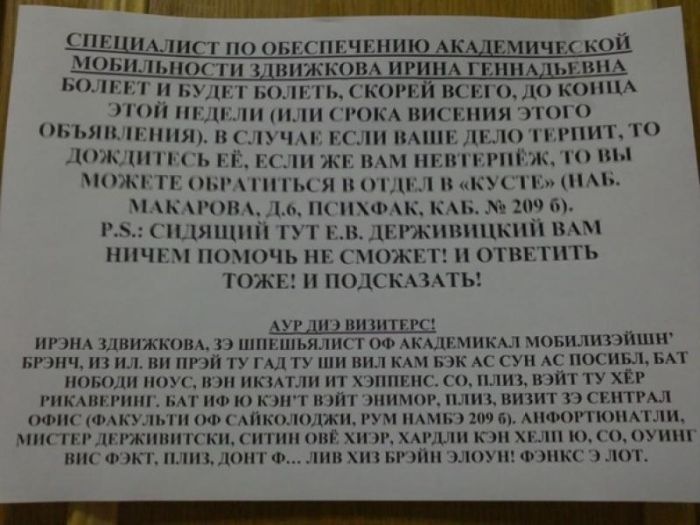 СПЕЦИАЛИСТ ПО ОБЕСПЕЧЕНИЮ АКАДЕМИЧЕСКОЙ
МОБИЛЬНОСТИ ЗДВИЖКОВА ИРИНА ГЕННАДЬЕВНА
БОЛЕЕТ И БУДЕТ БОЛЕТЬ, СКОРЕЙ ВСЕГО, ДО КОНЦА
ЭТОЙ НЕДЕЛИ (ИЛИ СРОКА ВИСЕНИЯ ЭТОГО
ОБЪЯВЛЕНИЯ). В СЛУЧАЕ ЕСЛИ ВАШЕ ДЕЛО ТЕРПИТ, ТО
ДОЖДИТЕСЬ ЕЁ, ЕСЛИ ЖЕ ВАМ НЕВТЕРПЁЖ, ТО ВЫ
МОЖЕТЕ ОБРАТИТЬСЯ В ОТДЕЛ В «КУСТЕ» (НАБ.
МАКАРОВА, Д.6, ПСИХФАК, КАБ. № 209 б).
P.S.: СИДЯЩИЙ ТУТ Е.В. ДЕРЖИВИЦКИЙ ВАМ
НИЧЕМ ПОМОЧЬ НЕ СМОЖЕТ! И ОТВЕТИТЬ
ТОЖЕ! И ПОДСКАЗАТЬ!
АУР ДИЭ ВИЗИТЕРС!
ИРЭНА ЗДВИЖКОВА, ЗЭ ШПЕШЬЯЛИСТ ОФ АКАДЕМИКАЛ МОБИЛИЗЭЙШН'
БРЭНЧ, ИЗ ИЛ. ВИ ПРЭЙ ТУ ГАД ТУ ШИ ВИЛ КАМ БЭК АС СУН АС ПОСИБЛ, БАТ
НОБОДИ НОУС, ВЭН ИКЗАТЛИ ИТ ХЭППЕНС. СО, ПЛИЗ, ВЭЙТ ТУ ХЁР
РИКАВЕРИНГ. БАТ ИФ Ю КЭН'Т ВЭЙТ ЭНИМОР, ПЛИЗ, ВИЗИТ ЗЭ СЕНТРАЛ
ОФИС (ФАКУЛЬТИ ОФ САЙКОЛОДЖИ, РУМ НАМБЭ 209 б). АНФОРТЮНАТЛИ,
МИСТЕР ДЕРЖИВИТСКИ, СИТИН ОВЁ ХИЭР, ХАРДЛИ КЭН ХЕЛП Ю, СО, ОУИНГ
ВИС ФЭКТ, ПЛИЗ, ДОНТ Ф... ЛИВ ХИЗ БРЭЙН ЭЛОУН! ФЭНКС Э ЛОТ.